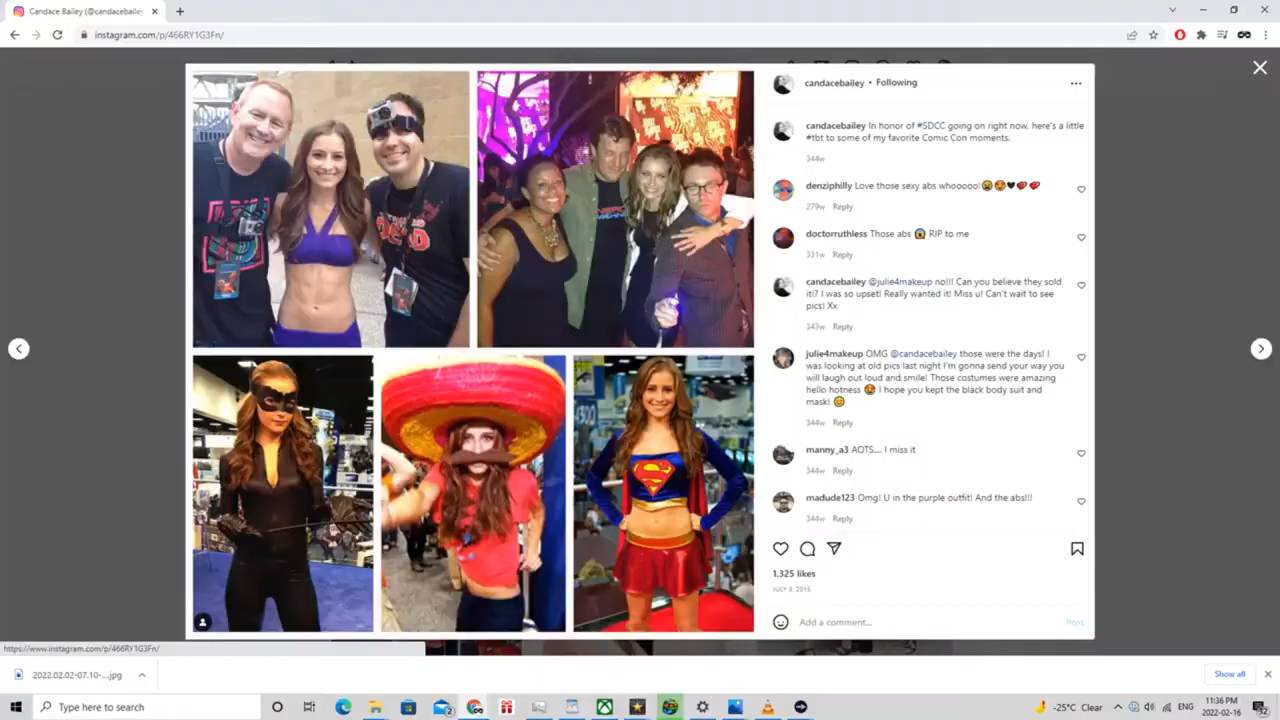 Candace Bailey (@candacebaile
instagram.com/p/466RY1G3Fn/
candacebailey • Following
candacebailey In honor of #SDCC going on right now, here's a little
#tbt to some of my favorite Comic Con moments.
344w
denziphilly Love those sexy abs whooooo!😫😍🖤💓💓
279w Reply
doctorruthless Those abs 😱 RIP to me
331w Reply
candacebailey @julie4makeup no!!! Can you believe they sold
it!? I was so upset! Really wanted it! Miss u! Can't wait to see
pics! Xx
343w Reply
julie4makeup OMG @candacebailey those were the days! I
was looking at old pics last night I'm gonna send your way you
will laugh out loud and smile! Those costumes were amazing
hello hotness 😍 I hope you kept the black body suit and
mask! 😊
344w Reply
manny_a3 AOTS.... I miss it
344w Reply
madude123 Omg! U in the purple outfit! And the abs!!!
344w Reply
1,325 likes
JULY 9, 2015
Add a comment...
Post
https://www.instagram.com/p/466RY1G3Fn/
2022.02.02-07.10-....jpg
Show all
Type here to search
-25°C Clear
ENG
11:36 PM
2022-02-16